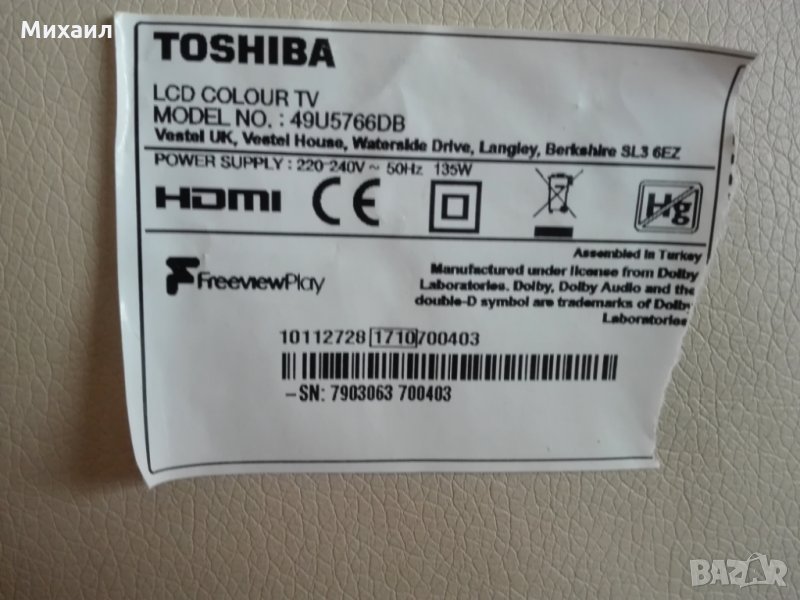 Михаил
TOSHIBA
LCD COLOUR TV
MODEL NO. : 49U5766DB
Vestel UK, Vestel House, Waterside Drive, Langley, Berkshire SL3 6EZ
POWER SUPPLY : 220-240V ~ 50Hz 135W
HDMI CE Hg
Assembled in Turkey
Manufactured under license from Dolby
Laboratories. Dolby, Dolby Audio and the
double-D symbol are trademarks of Dolby
Laboratories
FreeviewPlay
10112728 1710 700403
-SN: 7903063 700403
BAZAR